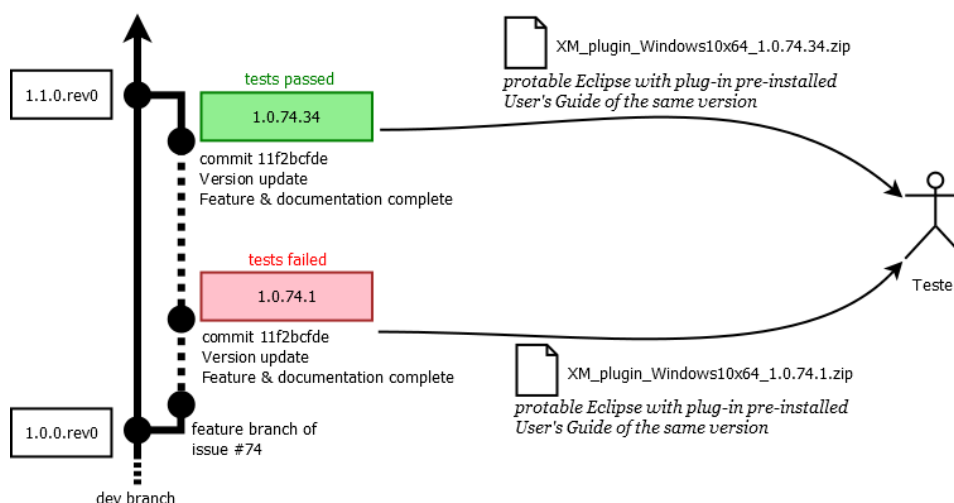 XM_plugin_Windows10x64_1.0.74.34.zip
protable Eclipse with plug-in pre-installed
User's Guide of the same version
tests passed
1.1.0.rev0
1.0.74.34
commit 11f2bcfde
Version update
Feature & documentation complete
tests failed
1.0.74.1
Teste
commit 11f2bcfde
Version update
Feature & documentation complete
XM_plugin_Windows10x64_1.0.74.1.zip
protable Eclipse with plug-in pre-installed
User's Guide of the same version
1.0.0.rev0
feature branch of
issue #74
dev branch